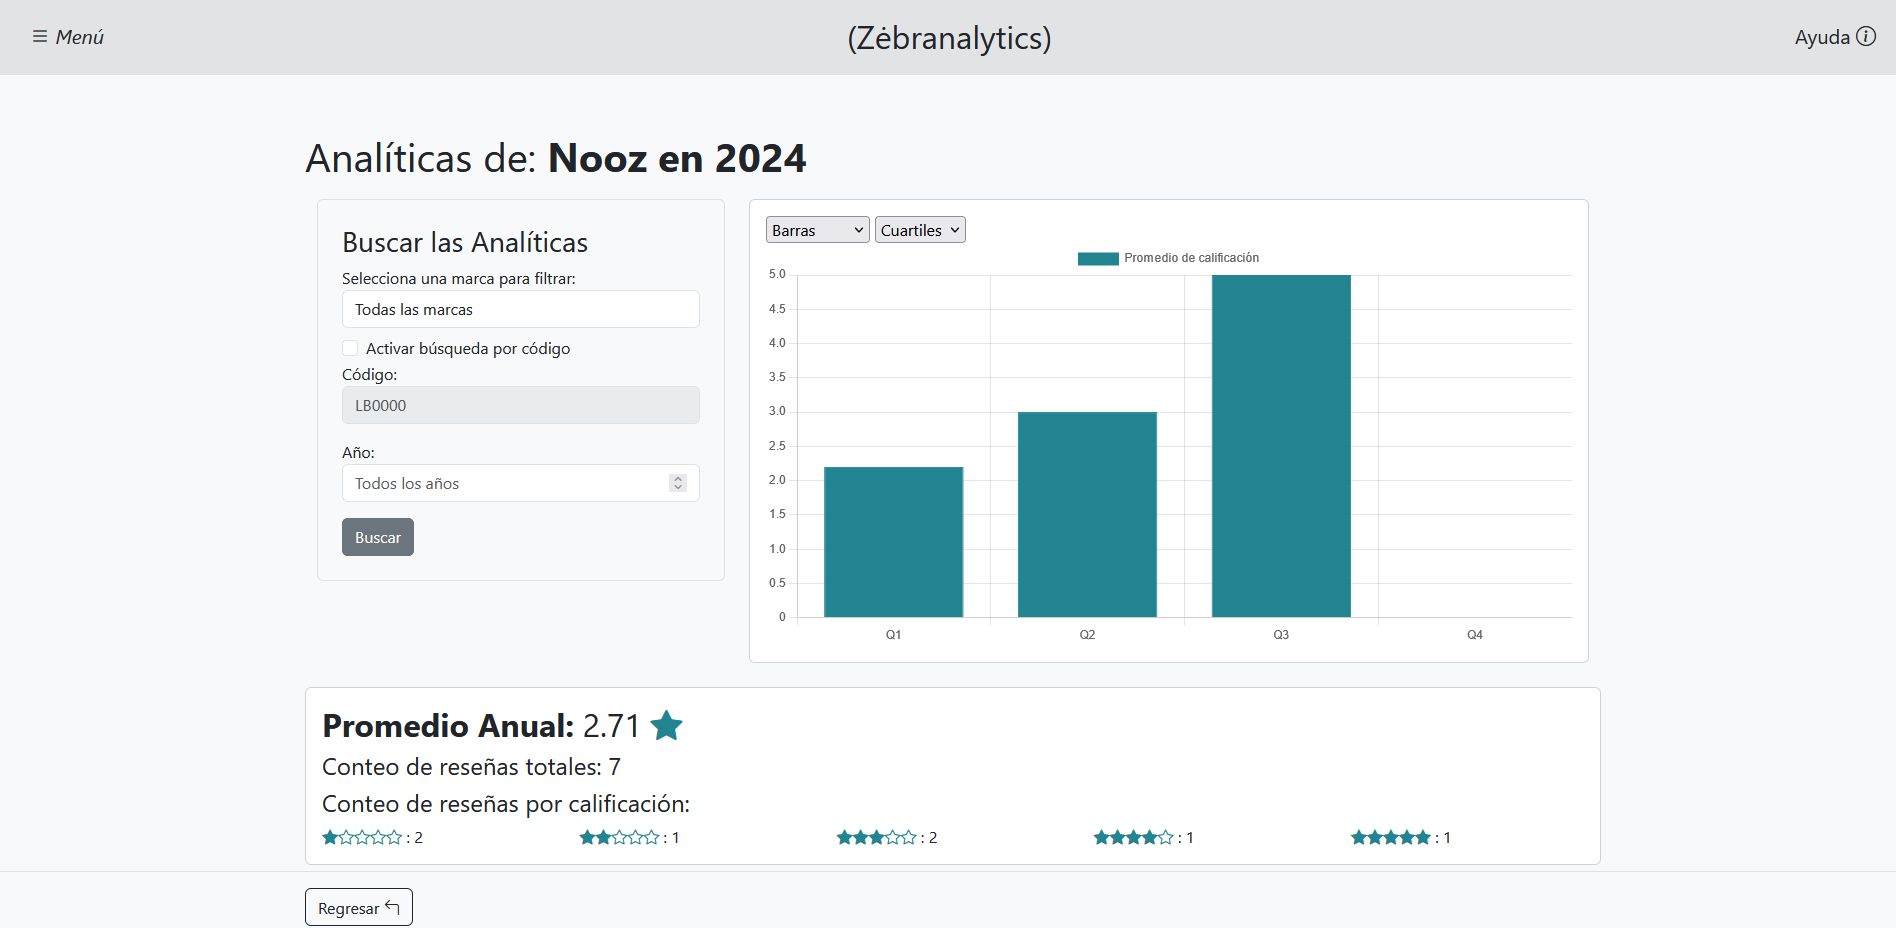 Menú
(Zėbranalytics)
Ayuda
Analíticas de: Nooz en 2024
Buscar las Analíticas
Selecciona una marca para filtrar:
Todas las marcas
Activar búsqueda por código
Código:
LB0000
Año:
Todos los años
Buscar
Barras
Cuartiles
Promedio de calificación
5.0
4.5
4.0
3.5
3.0
2.5
2.0
1.5
1.0
0.5
0
Q1 Q2 Q3 Q4
Promedio Anual: 2.71
Conteo de reseñas totales: 7
Conteo de reseñas por calificación:
: 2 : 1 : 2 : 1 : 1
Regresar